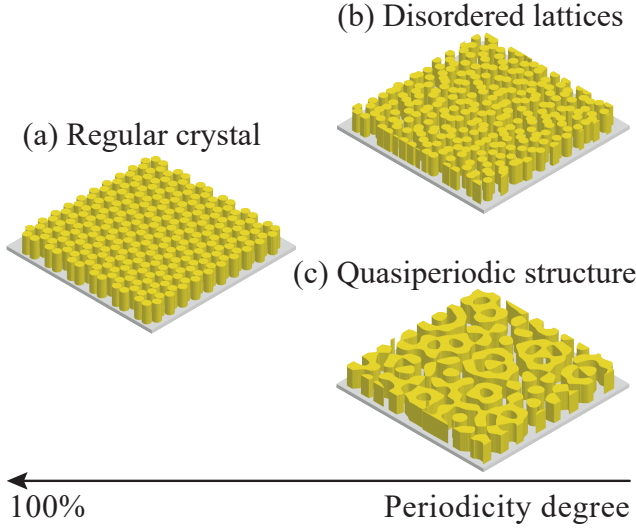 (b) Disordered lattices
(a) Regular crystal
(c) Quasiperiodic structure
100%
Periodicity degree